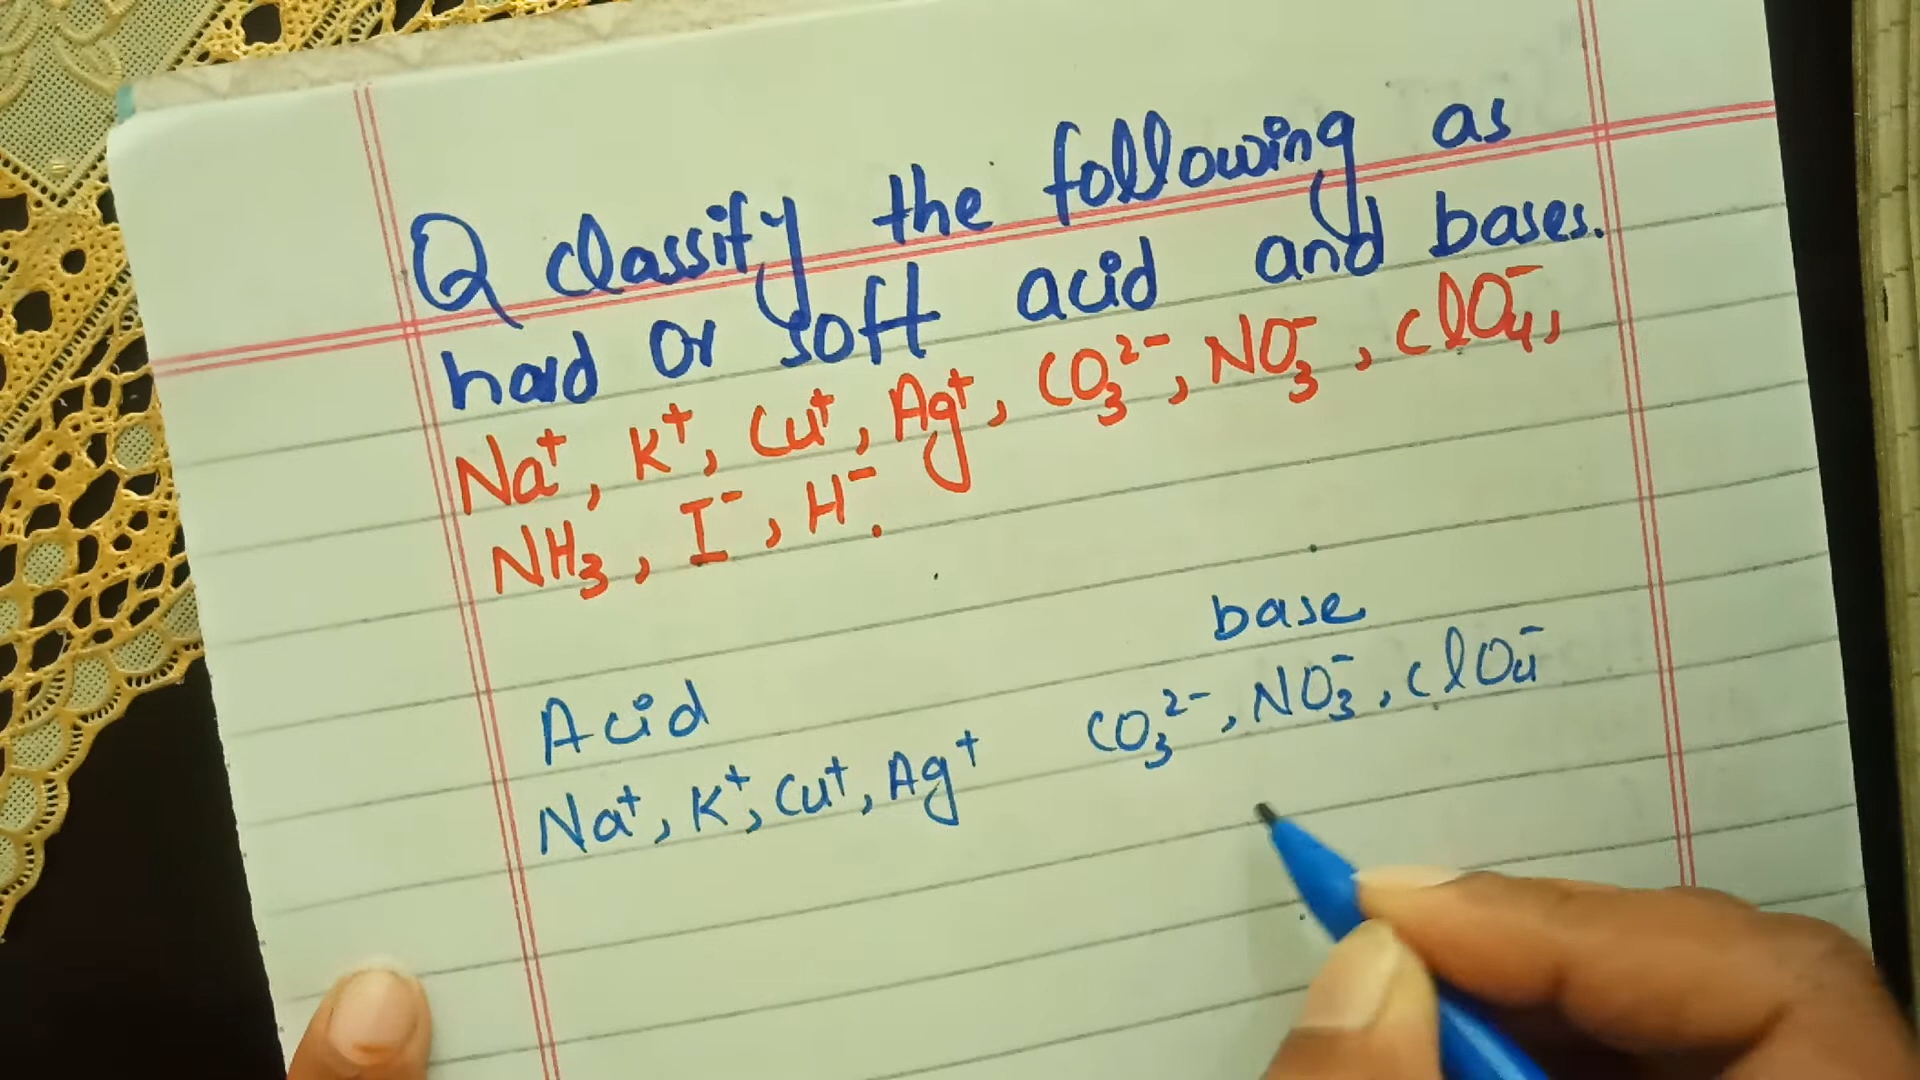 Q classify the following as
hard or soft acid and bases.
Na⁺, K⁺, Cu⁺, Ag⁺, CO₃²⁻, NO₃⁻, ClO₄⁻,
NH₃, I⁻, H⁻.
Acid
Na⁺, K⁺, Cu⁺, Ag⁺
base
CO₃²⁻, NO₃⁻, ClO₄⁻